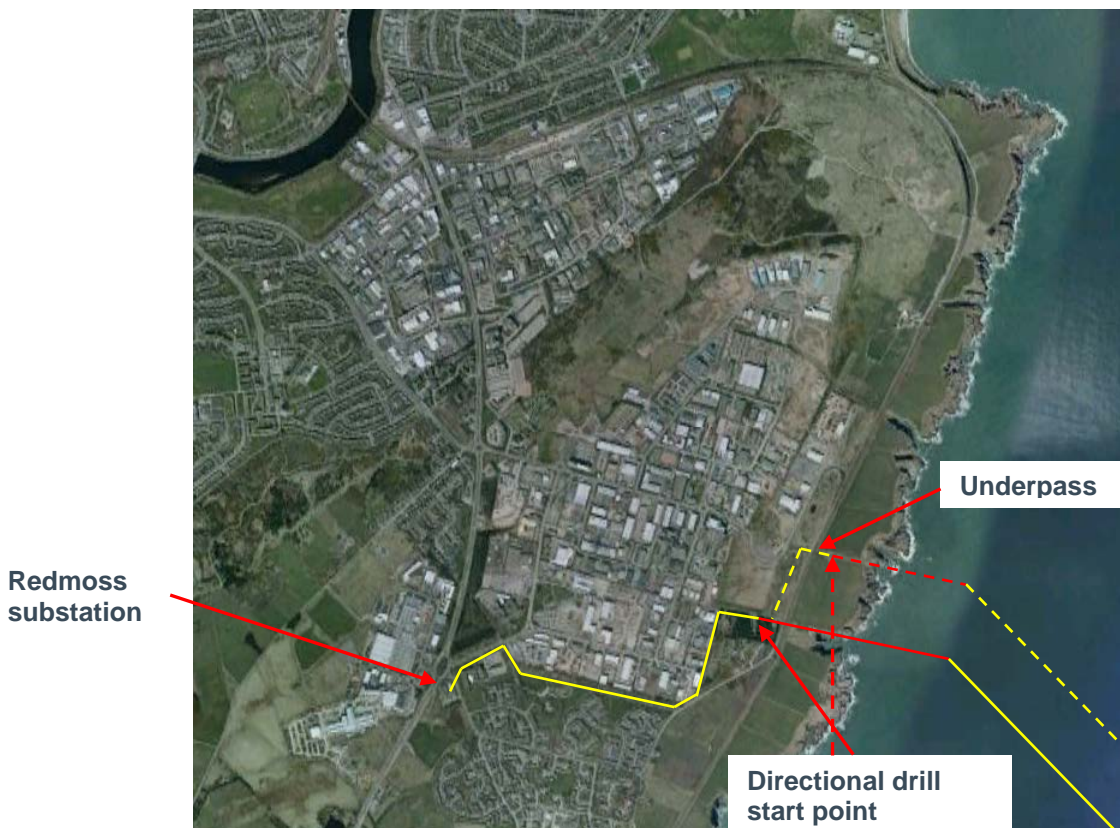 Underpass
Redmoss
substation
Directional drill
start point